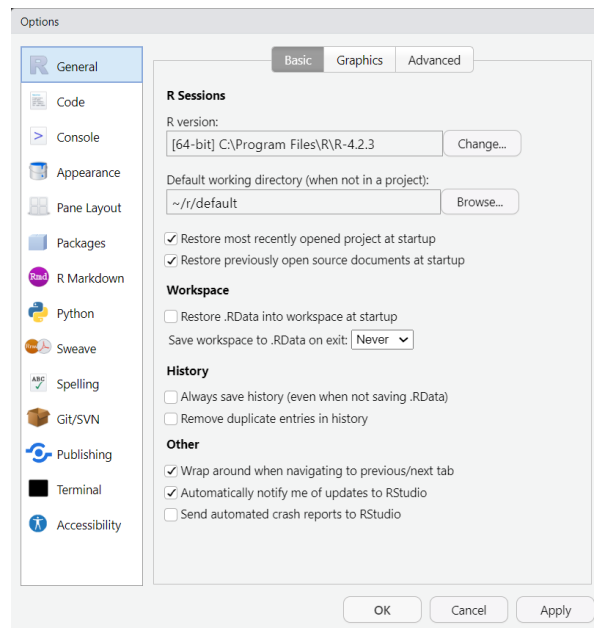 Options
General
Code
Console
Appearance
Pane Layout
Packages
R Markdown
Python
Sweave
Spelling
Git/SVN
Publishing
Terminal
Accessibility
Basic Graphics Advanced
R Sessions
R version:
[64-bit] C:\Program Files\R\R-4.2.3 Change...
Default working directory (when not in a project):
~/r/default Browse...
Restore most recently opened project at startup
Restore previously open source documents at startup
Workspace
Restore .RData into workspace at startup
Save workspace to .RData on exit: Never
History
Always save history (even when not saving .RData)
Remove duplicate entries in history
Other
Wrap around when navigating to previous/next tab
Automatically notify me of updates to RStudio
Send automated crash reports to RStudio
OK Cancel Apply